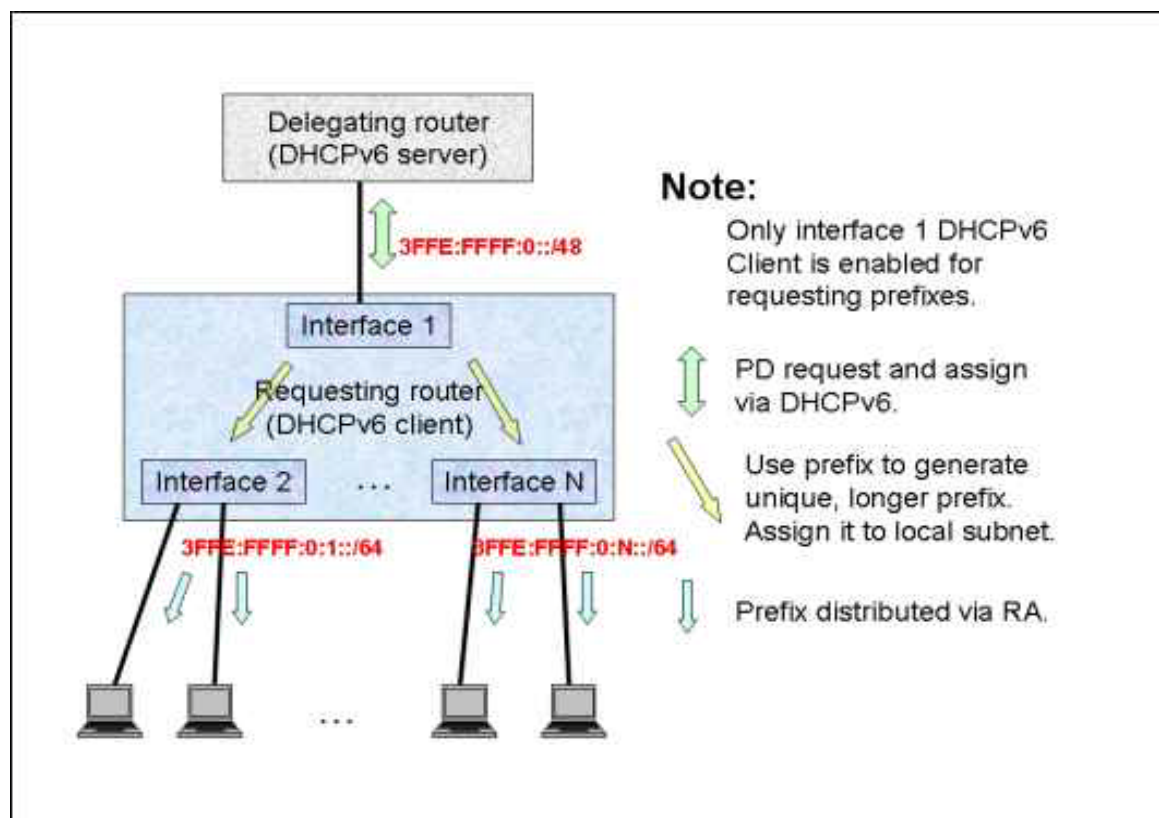 Delegating router
(DHCPv6 server)
3FFE:FFFF:0::/48
Interface 1
Requesting router
(DHCPv6 client)
Interface 2
...
Interface N
3FFE:FFFF:0:1::/64
3FFE:FFFF:0:N::/64
...
Note:
Only interface 1 DHCPv6
Client is enabled for
requesting prefixes.
PD request and assign
via DHCPv6.
Use prefix to generate
unique, longer prefix.
Assign it to local subnet.
Prefix distributed via RA.